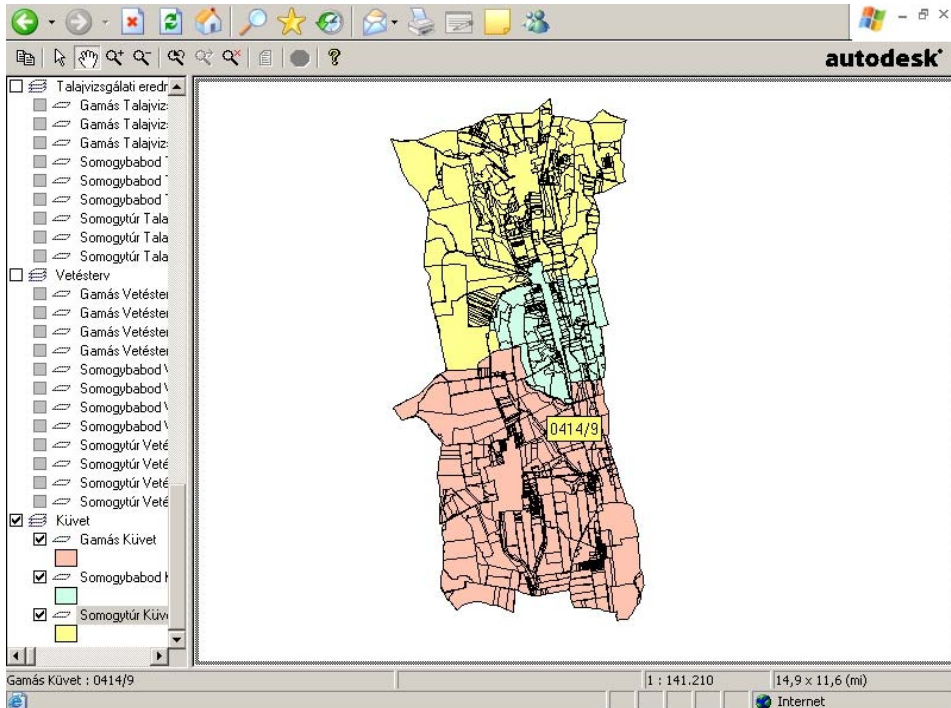 autodesk
Talajvizsgálati eredm
Gamás Talajviz
Gamás Talajviz
Gamás Talajviz
Somogybabod T
Somogybabod T
Somogybabod T
Somogytúr Tala
Somogytúr Tala
Somogytúr Tala
Vetésterv
Gamás Vetéster
Gamás Vetéster
Gamás Vetéster
Gamás Vetéster
Somogybabod V
Somogybabod V
Somogybabod V
Somogybabod V
Somogytúr Veté
Somogytúr Veté
Somogytúr Veté
Somogytúr Veté
Küvet
Gamás Küvet
Somogybabod K
Somogytúr Küve
0414/9
Gamás Küvet : 0414/9
1 : 141.210
14,9 x 11,6 (mi)
Internet